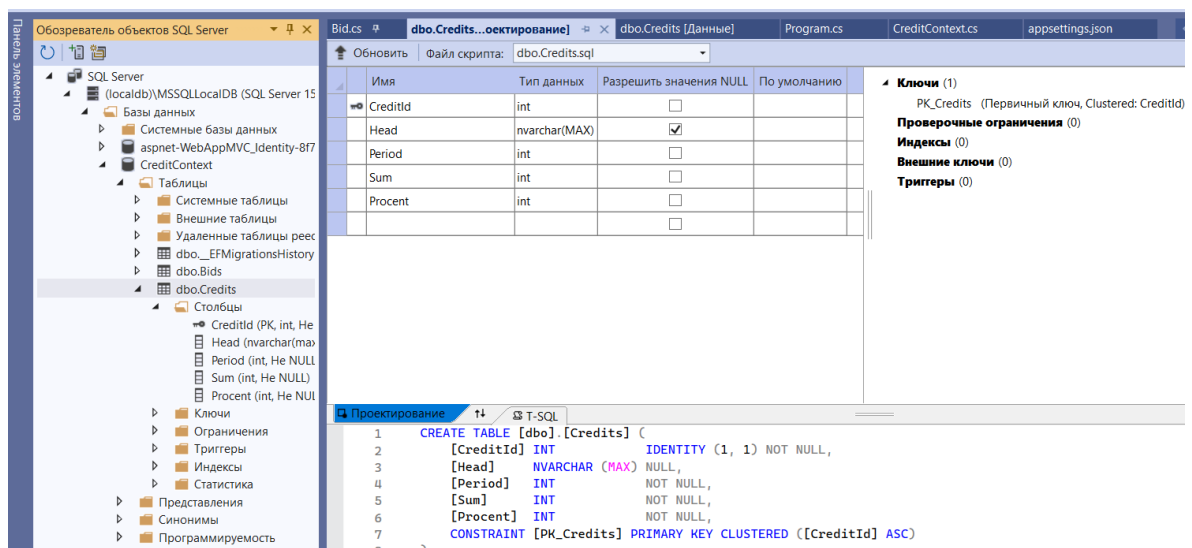 Панель элементов
Обозреватель объектов SQL Server
SQL Server
(localdb)\MSSQLLocalDB (SQL Server 15
Базы данных
Системные базы данных
aspnet-WebAppMVC_Identity-8f7
CreditContext
Таблицы
Системные таблицы
Внешние таблицы
Удаленные таблицы реес
dbo.__EFMigrationsHistory
dbo.Bids
dbo.Credits
Столбцы
CreditId (PK, int, Не
Head (nvarchar(max
Period (int, Не NULL
Sum (int, Не NULL)
Procent (int, Не NUL
Ключи
Ограничения
Триггеры
Индексы
Статистика
Представления
Синонимы
Программируемость
Bid.cs dbo.Credits...оектирование] dbo.Credits [Данные] Program.cs CreditContext.cs appsettings.json
Обновить Файл скрипта: dbo.Credits.sql
Имя Тип данных Разрешить значения NULL По умолчанию
CreditId int
Head nvarchar(MAX)
Period int
Sum int
Procent int
Ключи (1)
PK_Credits (Первичный ключ, Clustered: CreditId)
Проверочные ограничения (0)
Индексы (0)
Внешние ключи (0)
Триггеры (0)
Проектирование T-SQL
1 CREATE TABLE [dbo].[Credits] (
2 [CreditId] INT IDENTITY (1, 1) NOT NULL,
3 [Head] NVARCHAR (MAX) NULL,
4 [Period] INT NOT NULL,
5 [Sum] INT NOT NULL,
6 [Procent] INT NOT NULL,
7 CONSTRAINT [PK_Credits] PRIMARY KEY CLUSTERED ([CreditId] ASC)